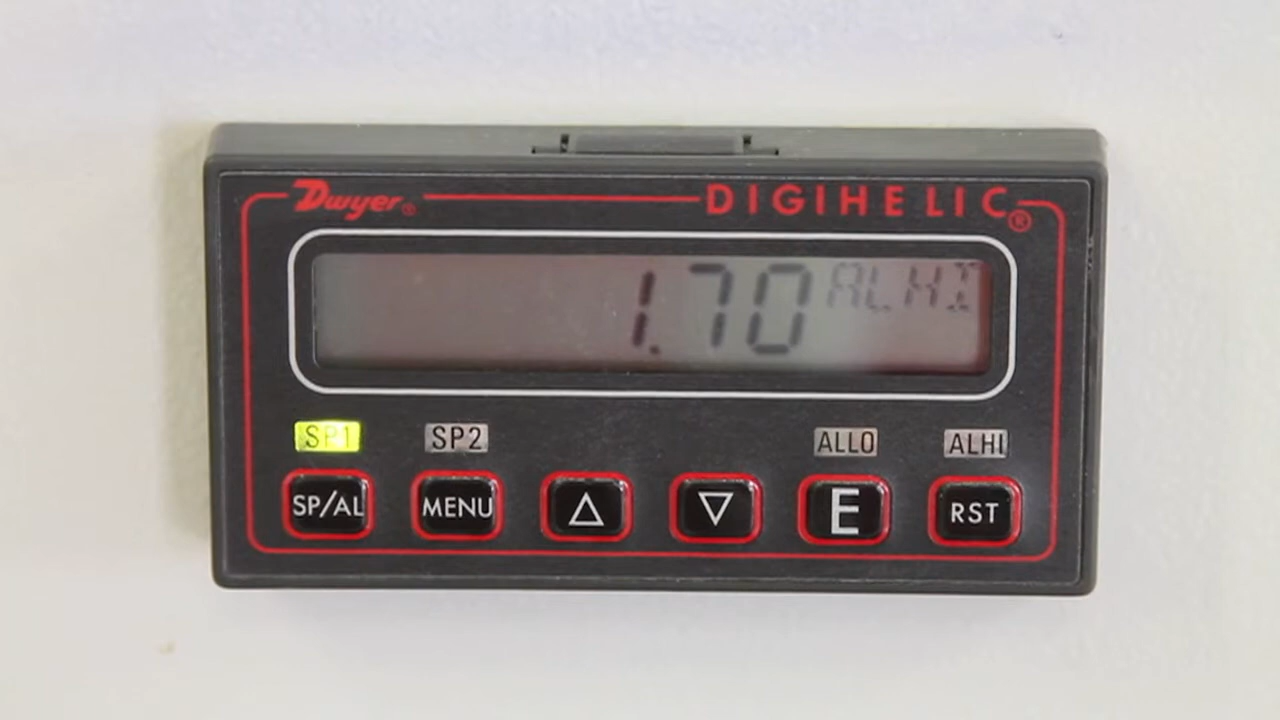 Dwyer® DIGIHELIC®
1.70 ALHI
SP1 SP2 ALLO ALHI
SP/AL MENU △ ▽ E RST